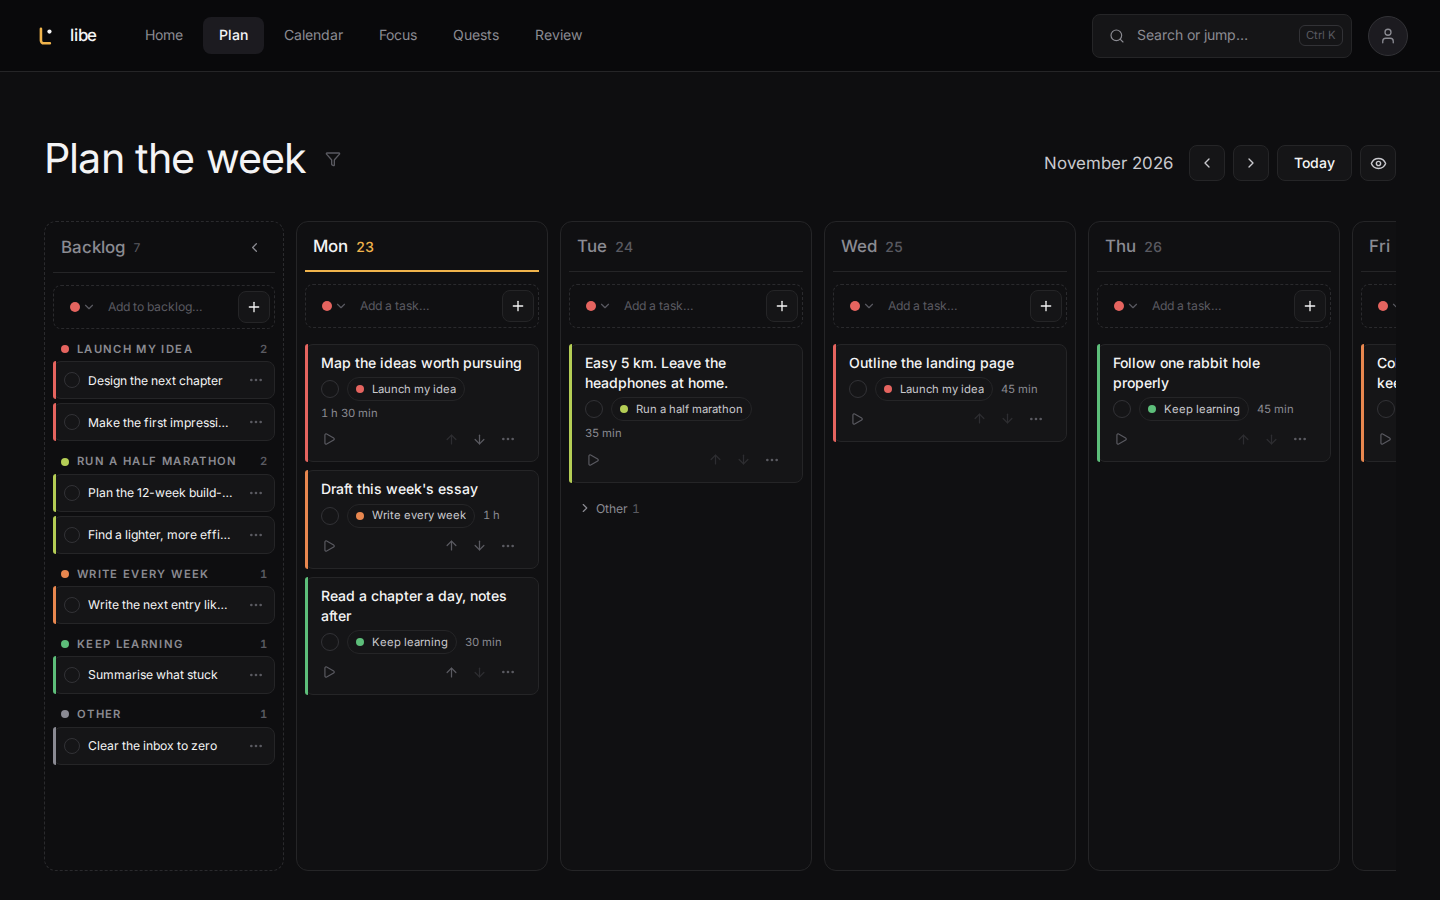 libe
Home
Plan
Calendar
Focus
Quests
Review
Search or jump...
Ctrl K
Plan the week
November 2026
Today
Backlog 7
Add to backlog...
LAUNCH MY IDEA 2
Design the next chapter
Make the first impressi...
RUN A HALF MARATHON 2
Plan the 12-week build-...
Find a lighter, more effi...
WRITE EVERY WEEK 1
Write the next entry lik...
KEEP LEARNING 1
Summarise what stuck
OTHER 1
Clear the inbox to zero
Mon 23
Add a task...
Map the ideas worth pursuing
Launch my idea
1 h 30 min
Draft this week's essay
Write every week 1 h
Read a chapter a day, notes
after
Keep learning 30 min
Tue 24
Add a task...
Easy 5 km. Leave the
headphones at home.
Run a half marathon
35 min
Other 1
Wed 25
Add a task...
Outline the landing page
Launch my idea 45 min
Thu 26
Add a task...
Follow one rabbit hole
properly
Keep learning 45 min
Fri